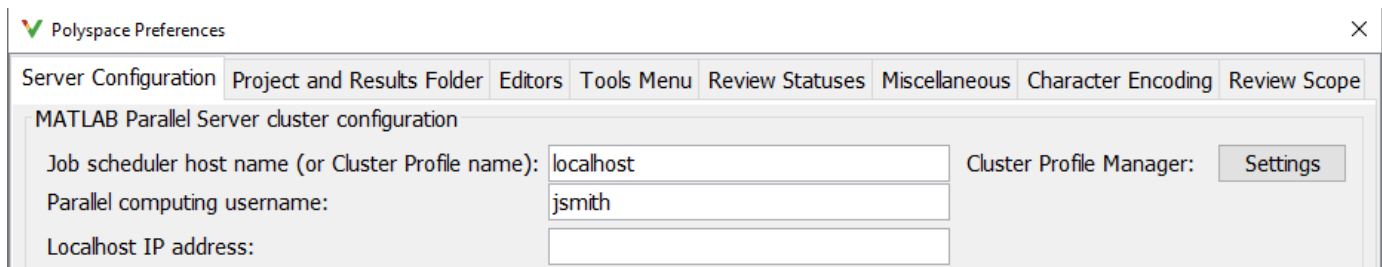 Polyspace Preferences
Server Configuration Project and Results Folder Editors Tools Menu Review Statuses Miscellaneous Character Encoding Review Scope
MATLAB Parallel Server cluster configuration
Job scheduler host name (or Cluster Profile name): localhost Cluster Profile Manager: Settings
Parallel computing username: jsmith
Localhost IP address: